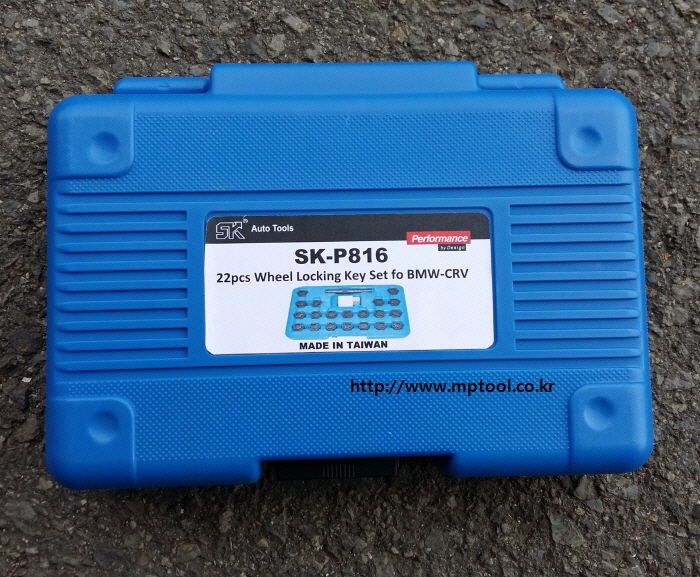 SK Auto Tools
Performance
by Design
SK-P816
22pcs Wheel Locking Key Set fo BMW-CRV
MADE IN TAIWAN
http://www.mptool.co.kr